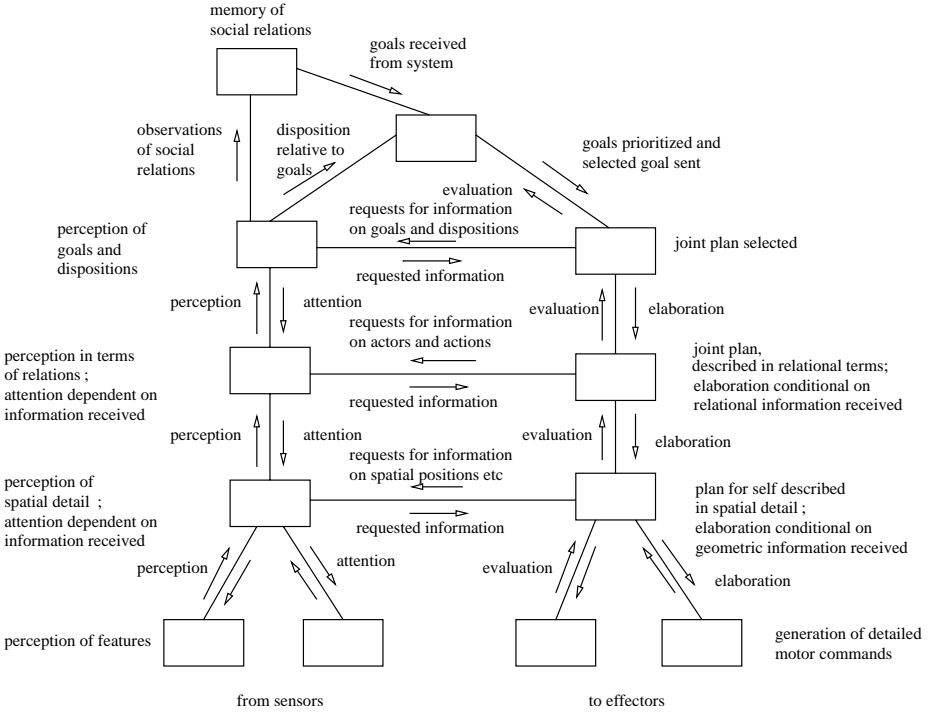 memory of
social relations
goals received
from system
observations
of social
relations
disposition
relative to
goals
goals prioritized and
selected goal sent
evaluation
requests for information
on goals and dispositions
requested information
perception of
goals and
dispositions
joint plan selected
perception
attention
evaluation
elaboration
requests for information
on actors and actions
requested information
perception in terms
of relations ;
attention dependent on
information received
joint plan,
described in relational terms;
elaboration conditional on
relational information received
perception
attention
evaluation
elaboration
requests for information
on spatial positions etc
requested information
perception of
spatial detail ;
attention dependent on
information received
plan for self described
in spatial detail ;
elaboration conditional on
geometric information received
perception
attention
evaluation
elaboration
perception of features
generation of detailed
motor commands
from sensors
to effectors